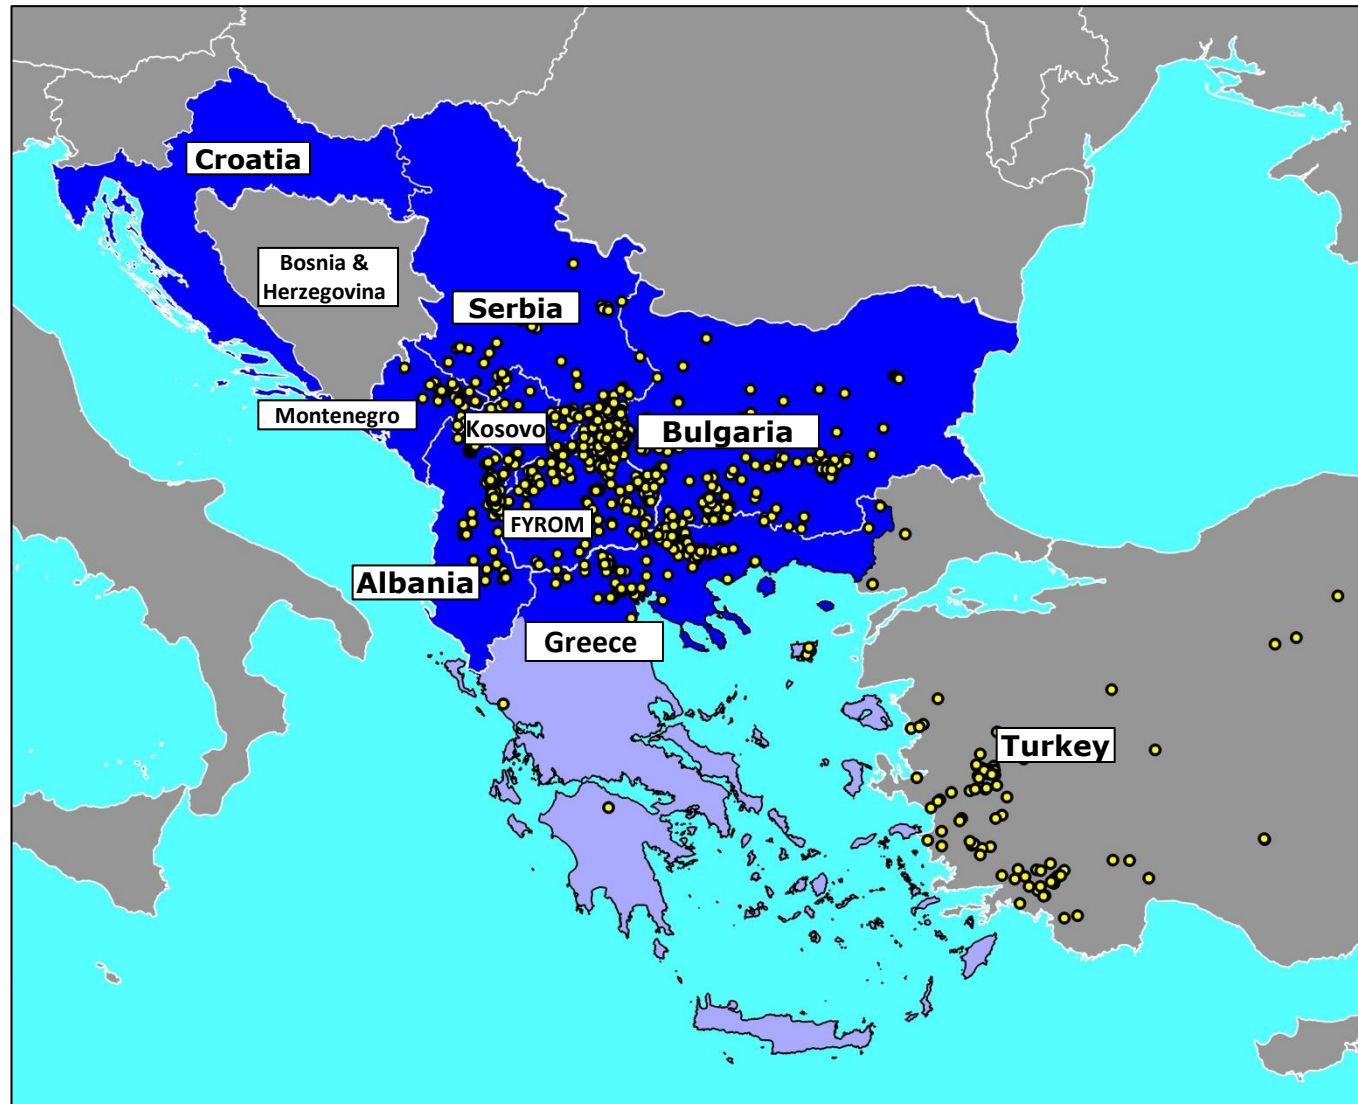 Croatia
Bosnia &
Herzegovina
Serbia
Montenegro
Kosovo
Bulgaria
FYROM
Albania
Greece
Turkey